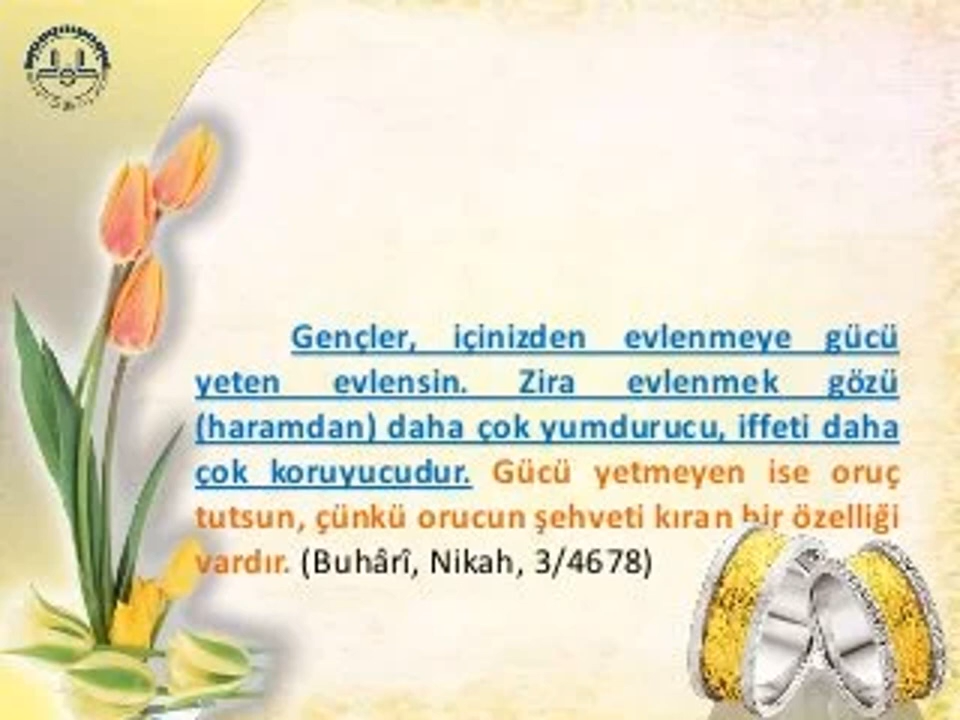 Gençler, içinizden evlenmeye gücü
yeten evlensin. Zira evlenmek gözü
(haramdan) daha çok yumdurucu, iffeti daha
çok koruyucudur. Gücü yetmeyen ise oruç
tutsun, çünkü orucun şehveti kıran bir özelliği
vardır. (Buhârî, Nikah, 3/4678)